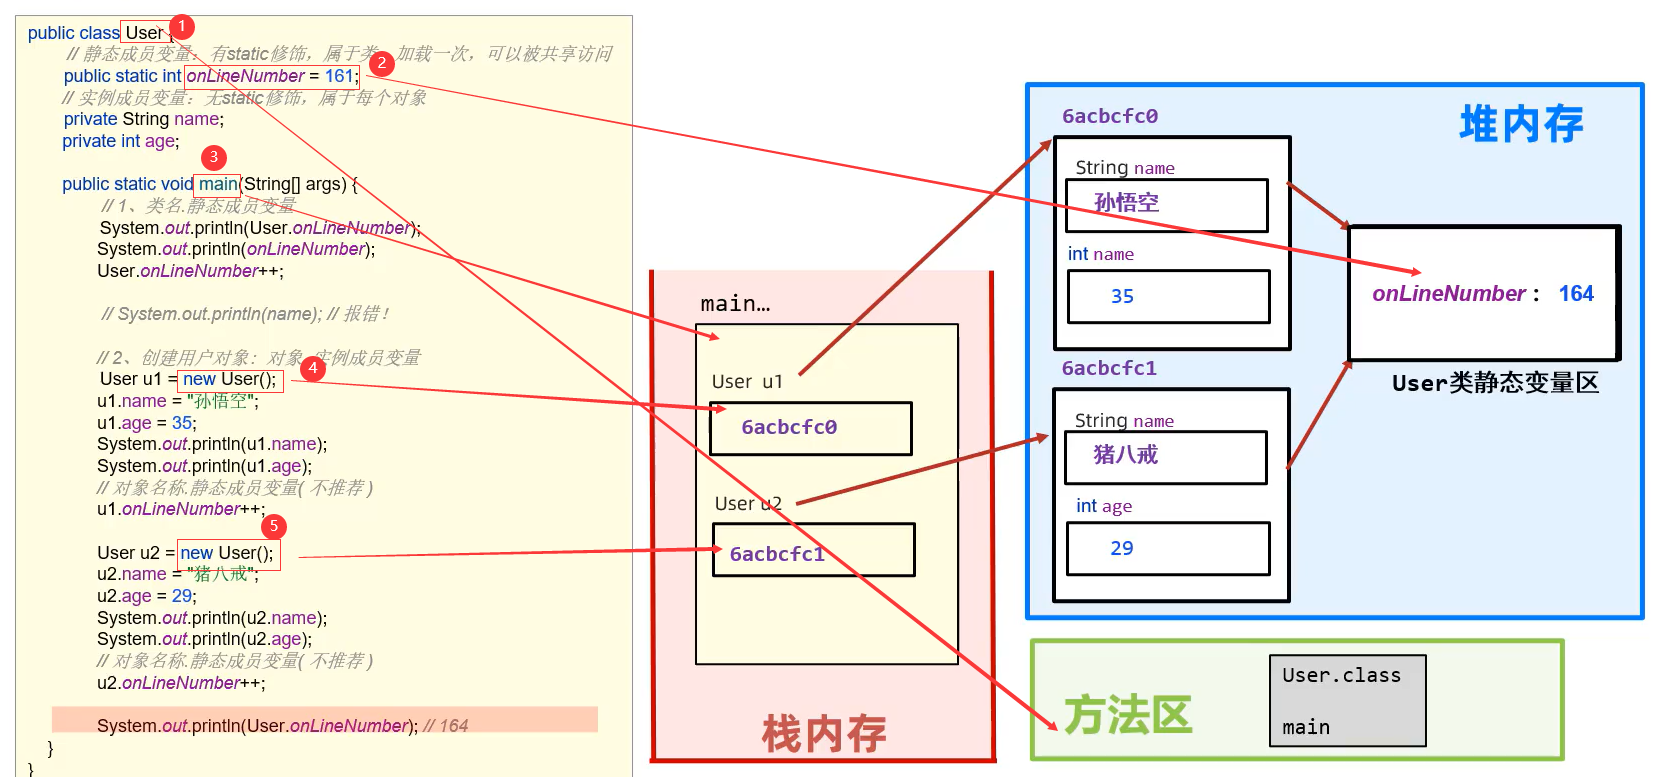 public class User {
// 静态成员变量：有static修饰，属于类，加载一次，可以被共享访问
public static int onLineNumber = 161;
// 实例成员变量：无static修饰，属于每个对象
private String name;
private int age;
public static void main(String[] args) {
// 1、类名.静态成员变量
System.out.println(User.onLineNumber);
System.out.println(onLineNumber);
User.onLineNumber++;
// System.out.println(name); // 报错！
// 2、创建用户对象：对象.实例成员变量
User u1 = new User();
u1.name = "孙悟空";
u1.age = 35;
System.out.println(u1.name);
System.out.println(u1.age);
// 对象名称.静态成员变量( 不推荐 )
u1.onLineNumber++;
User u2 = new User();
u2.name = "猪八戒";
u2.age = 29;
System.out.println(u2.name);
System.out.println(u2.age);
// 对象名称.静态成员变量( 不推荐 )
u2.onLineNumber++;
System.out.println(User.onLineNumber); // 164
}
}
1
2
3
4
5
main...
User u1
6acbcfc0
User u2
6acbcfc1
栈内存
堆内存
6acbcfc0
String name
孙悟空
int name
35
6acbcfc1
String name
猪八戒
int age
29
onLineNumber： 164
User类静态变量区
方法区
User.class
main